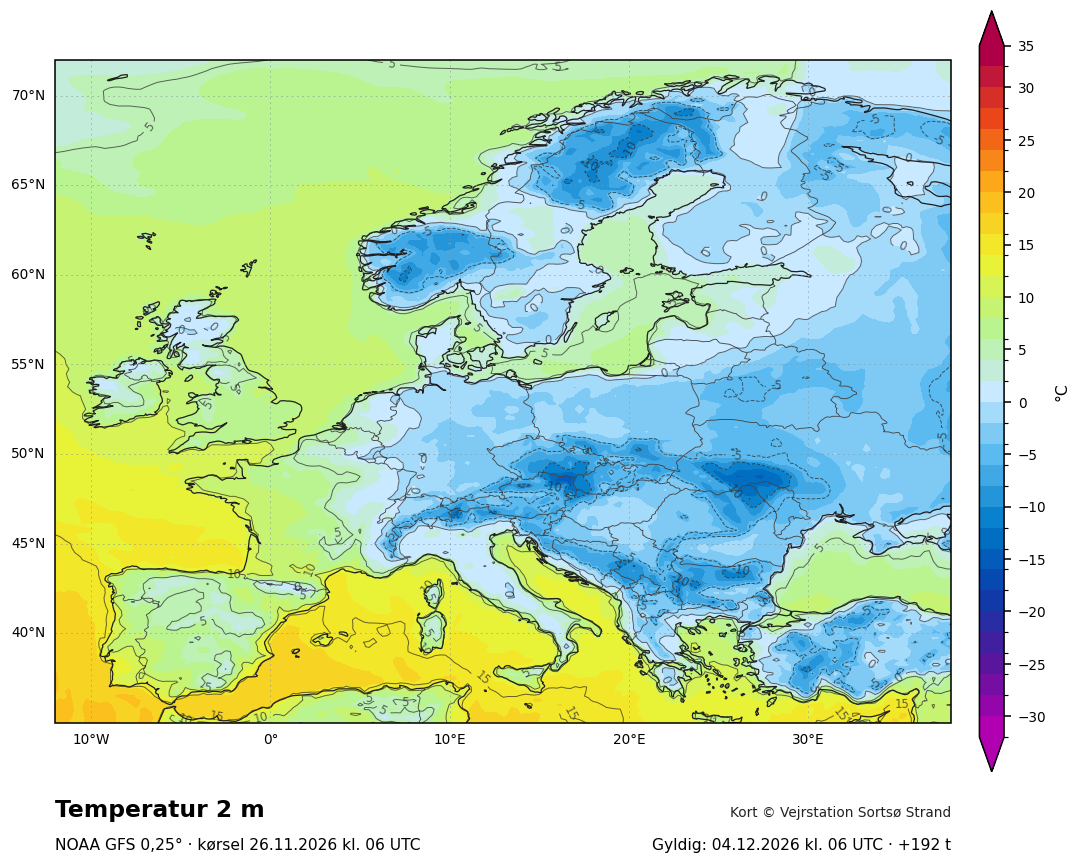 35
70°N
30
25
65°N
20
15
60°N
10
55°N
5
0
°C
50°N
−5
−10
45°N
−15
−20
40°N
−25
−30
10°W
0°
10°E
20°E
30°E
Temperatur 2 m
Kort © Vejrstation Sortsø Strand
NOAA GFS 0,25° · kørsel 26.11.2026 kl. 06 UTC
Gyldig: 04.12.2026 kl. 06 UTC · +192 t